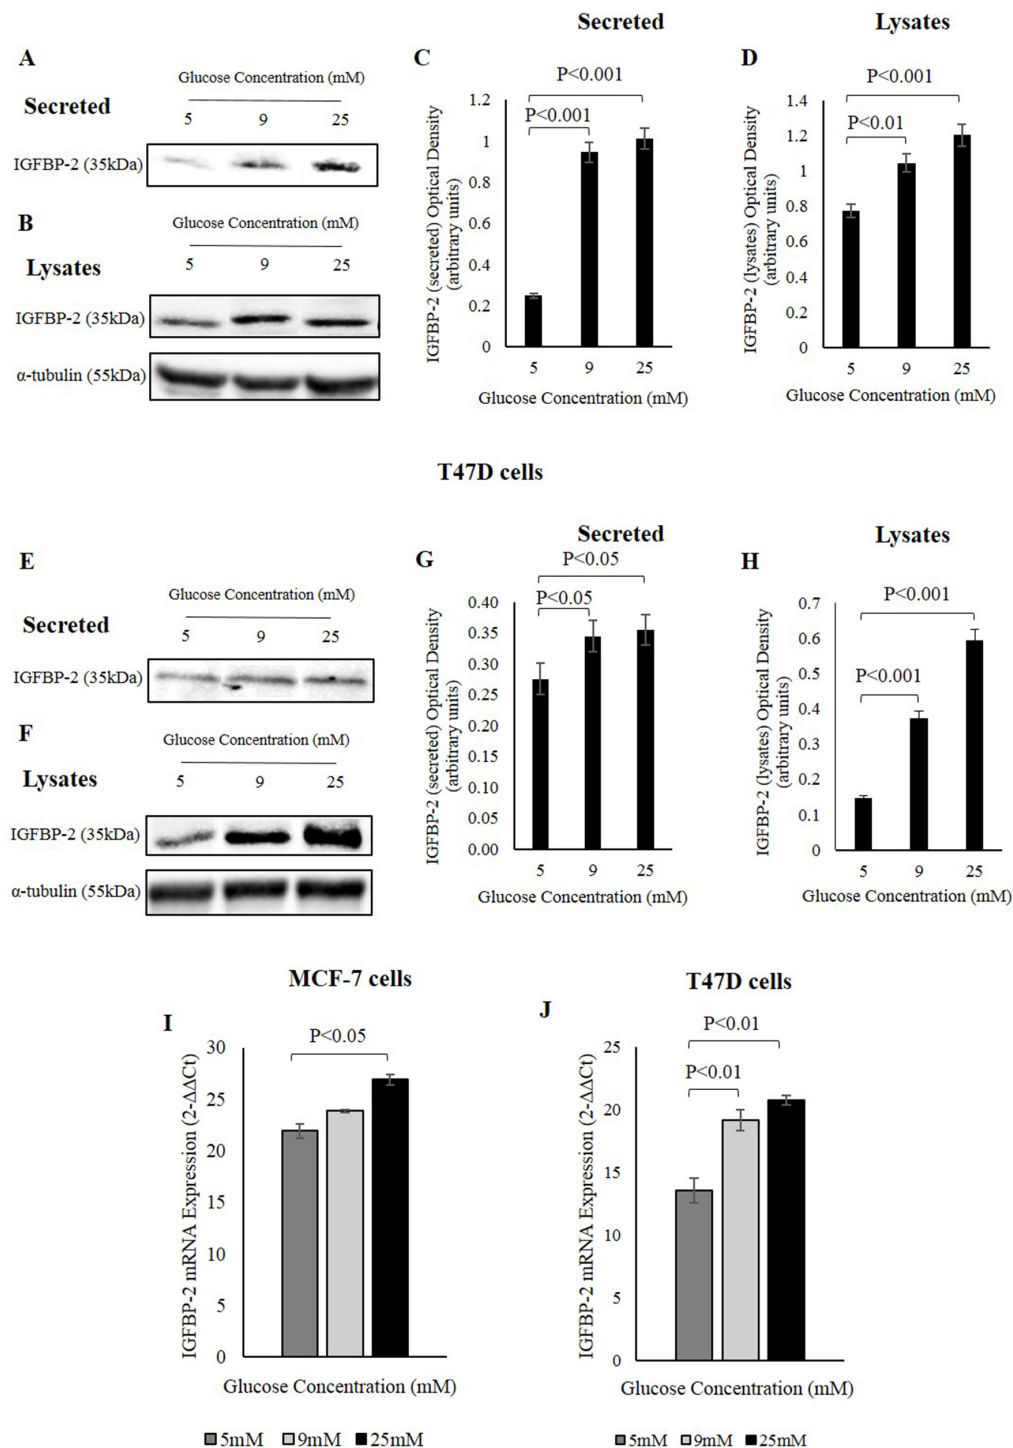 Secreted
Lysates
A
Glucose Concentration (mM)
Secreted
5 9 25
IGFBP-2 (35kDa)
B
Glucose Concentration (mM)
Lysates
5 9 25
IGFBP-2 (35kDa)
α-tubulin (55kDa)
C
P<0.001
P<0.001
IGFBP-2 (secreted) Optical Density
(arbitrary units)
1.2
1
0.8
0.6
0.4
0.2
0
5 9 25
Glucose Concentration (mM)
D
P<0.001
P<0.01
IGFBP-2 (lysates) Optical Density
(arbitrary units)
1.4
1.2
1
0.8
0.6
0.4
0.2
0
5 9 25
Glucose Concentration (mM)
T47D cells
Secreted
Lysates
E
Glucose Concentration (mM)
Secreted
5 9 25
IGFBP-2 (35kDa)
F
Glucose Concentration (mM)
Lysates
5 9 25
IGFBP-2 (35kDa)
α-tubulin (55kDa)
G
P<0.05
P<0.05
IGFBP-2 (secreted) Optical Density
(arbitrary units)
0.40
0.35
0.30
0.25
0.20
0.15
0.10
0.05
0.00
5 9 25
Glucose Concentration (mM)
H
P<0.001
P<0.001
IGFBP-2 (lysates) Optical Density
(arbitrary units)
0.7
0.6
0.5
0.4
0.3
0.2
0.1
0
5 9 25
Glucose Concentration (mM)
MCF-7 cells
I
P<0.05
IGFBP-2 mRNA Expression (2-ΔΔCt)
30
25
20
15
10
5
0
Glucose Concentration (mM)
5mM 9mM 25mM
T47D cells
J
P<0.01
P<0.01
IGFBP-2 mRNA Expression (2-ΔΔCt)
25
20
15
10
5
0
Glucose Concentration (mM)
5mM 9mM 25mM